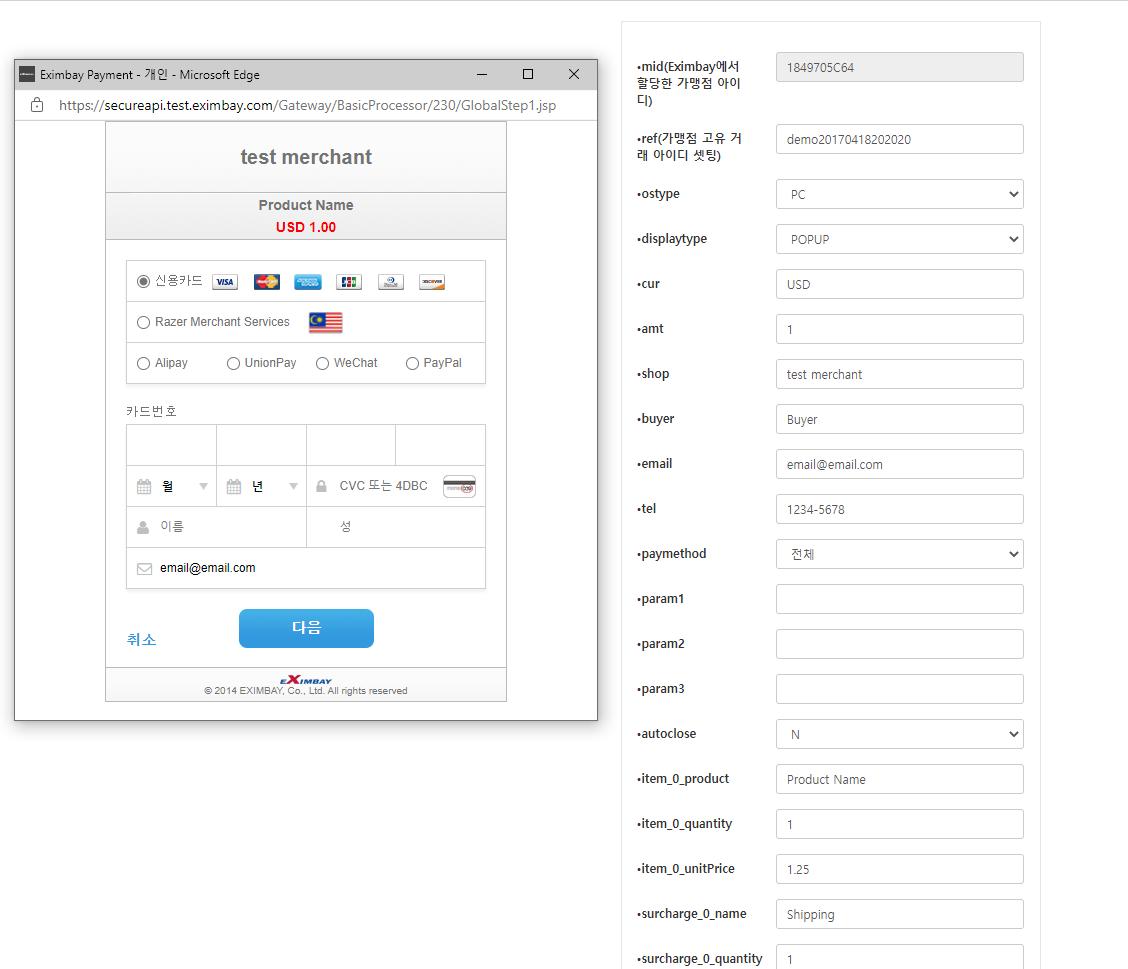 Eximbay Payment - 개인 - Microsoft Edge
https://secureapi.test.eximbay.com/Gateway/BasicProcessor/230/GlobalStep1.jsp
test merchant
Product Name
USD 1.00
신용카드 VISA
Razer Merchant Services
Alipay UnionPay WeChat PayPal
카드번호
월 년 CVC 또는 4DBC
이름 성
email@email.com
취소 다음
EXIMBAY
© 2014 EXIMBAY, Co., Ltd. All rights reserved
•mid(Eximbay에서
할당한 가맹점 아이
디)
1849705C64
•ref(가맹점 고유 거
래 아이디 셋팅)
demo20170418202020
•ostype PC
•displaytype POPUP
•cur USD
•amt 1
•shop test merchant
•buyer Buyer
•email email@email.com
•tel 1234-5678
•paymethod 전체
•param1
•param2
•param3
•autoclose N
•item_0_product Product Name
•item_0_quantity 1
•item_0_unitPrice 1.25
•surcharge_0_name Shipping
•surcharge_0_quantity 1